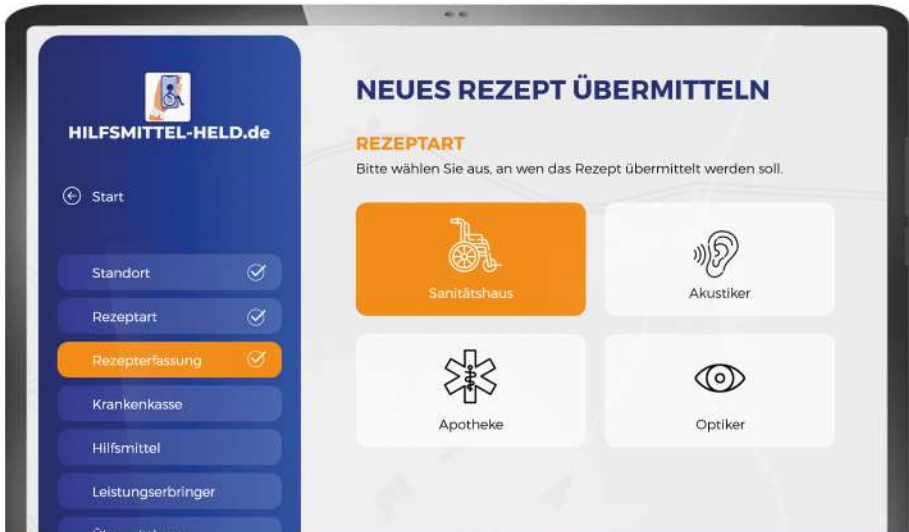 HILFSMITTEL-HELD.de
Start
Standort
Rezeptart
Rezepterfassung
Krankenkasse
Hilfsmittel
Leistungserbringer
NEUES REZEPT ÜBERMITTELN
REZEPTART
Bitte wählen Sie aus, an wen das Rezept übermittelt werden soll.
Sanitätshaus
Akustiker
Apotheke
Optiker